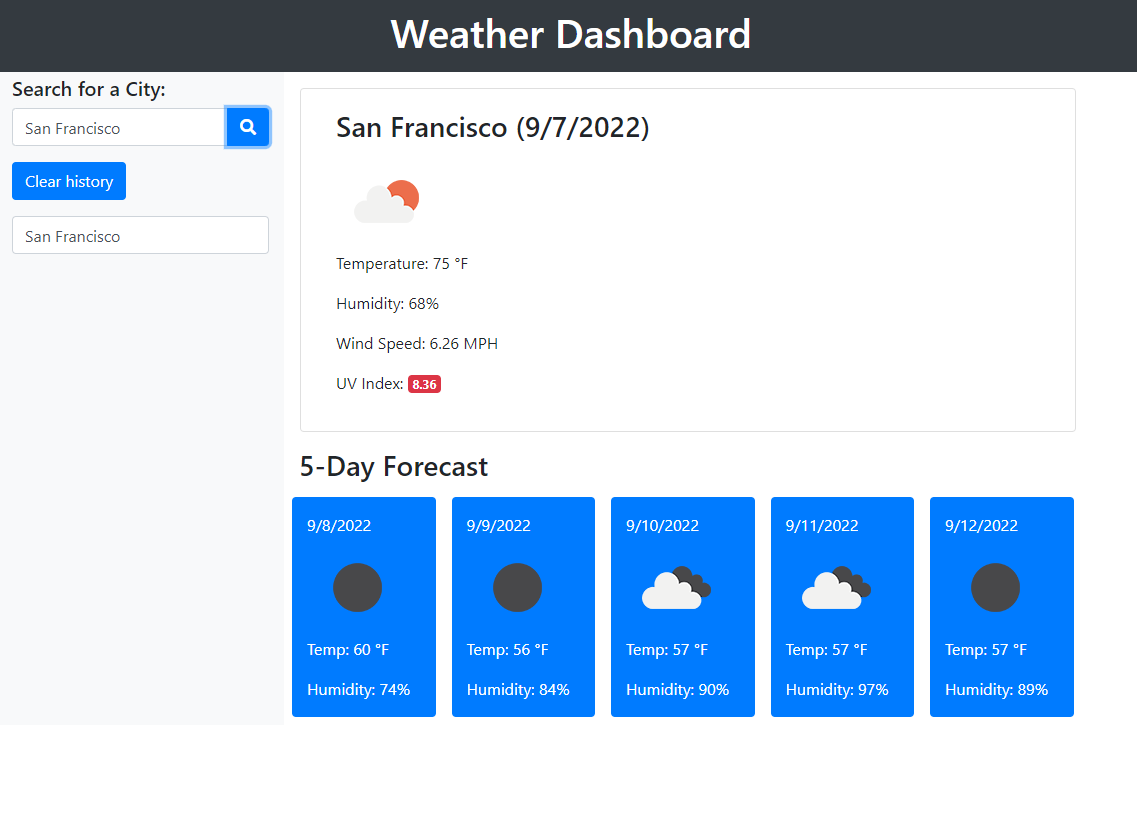 Weather Dashboard
Search for a City:
San Francisco
Clear history
San Francisco
San Francisco (9/7/2022)
Temperature: 75 °F
Humidity: 68%
Wind Speed: 6.26 MPH
UV Index: 8.36
5-Day Forecast
9/8/2022
Temp: 60 °F
Humidity: 74%
9/9/2022
Temp: 56 °F
Humidity: 84%
9/10/2022
Temp: 57 °F
Humidity: 90%
9/11/2022
Temp: 57 °F
Humidity: 97%
9/12/2022
Temp: 57 °F
Humidity: 89%